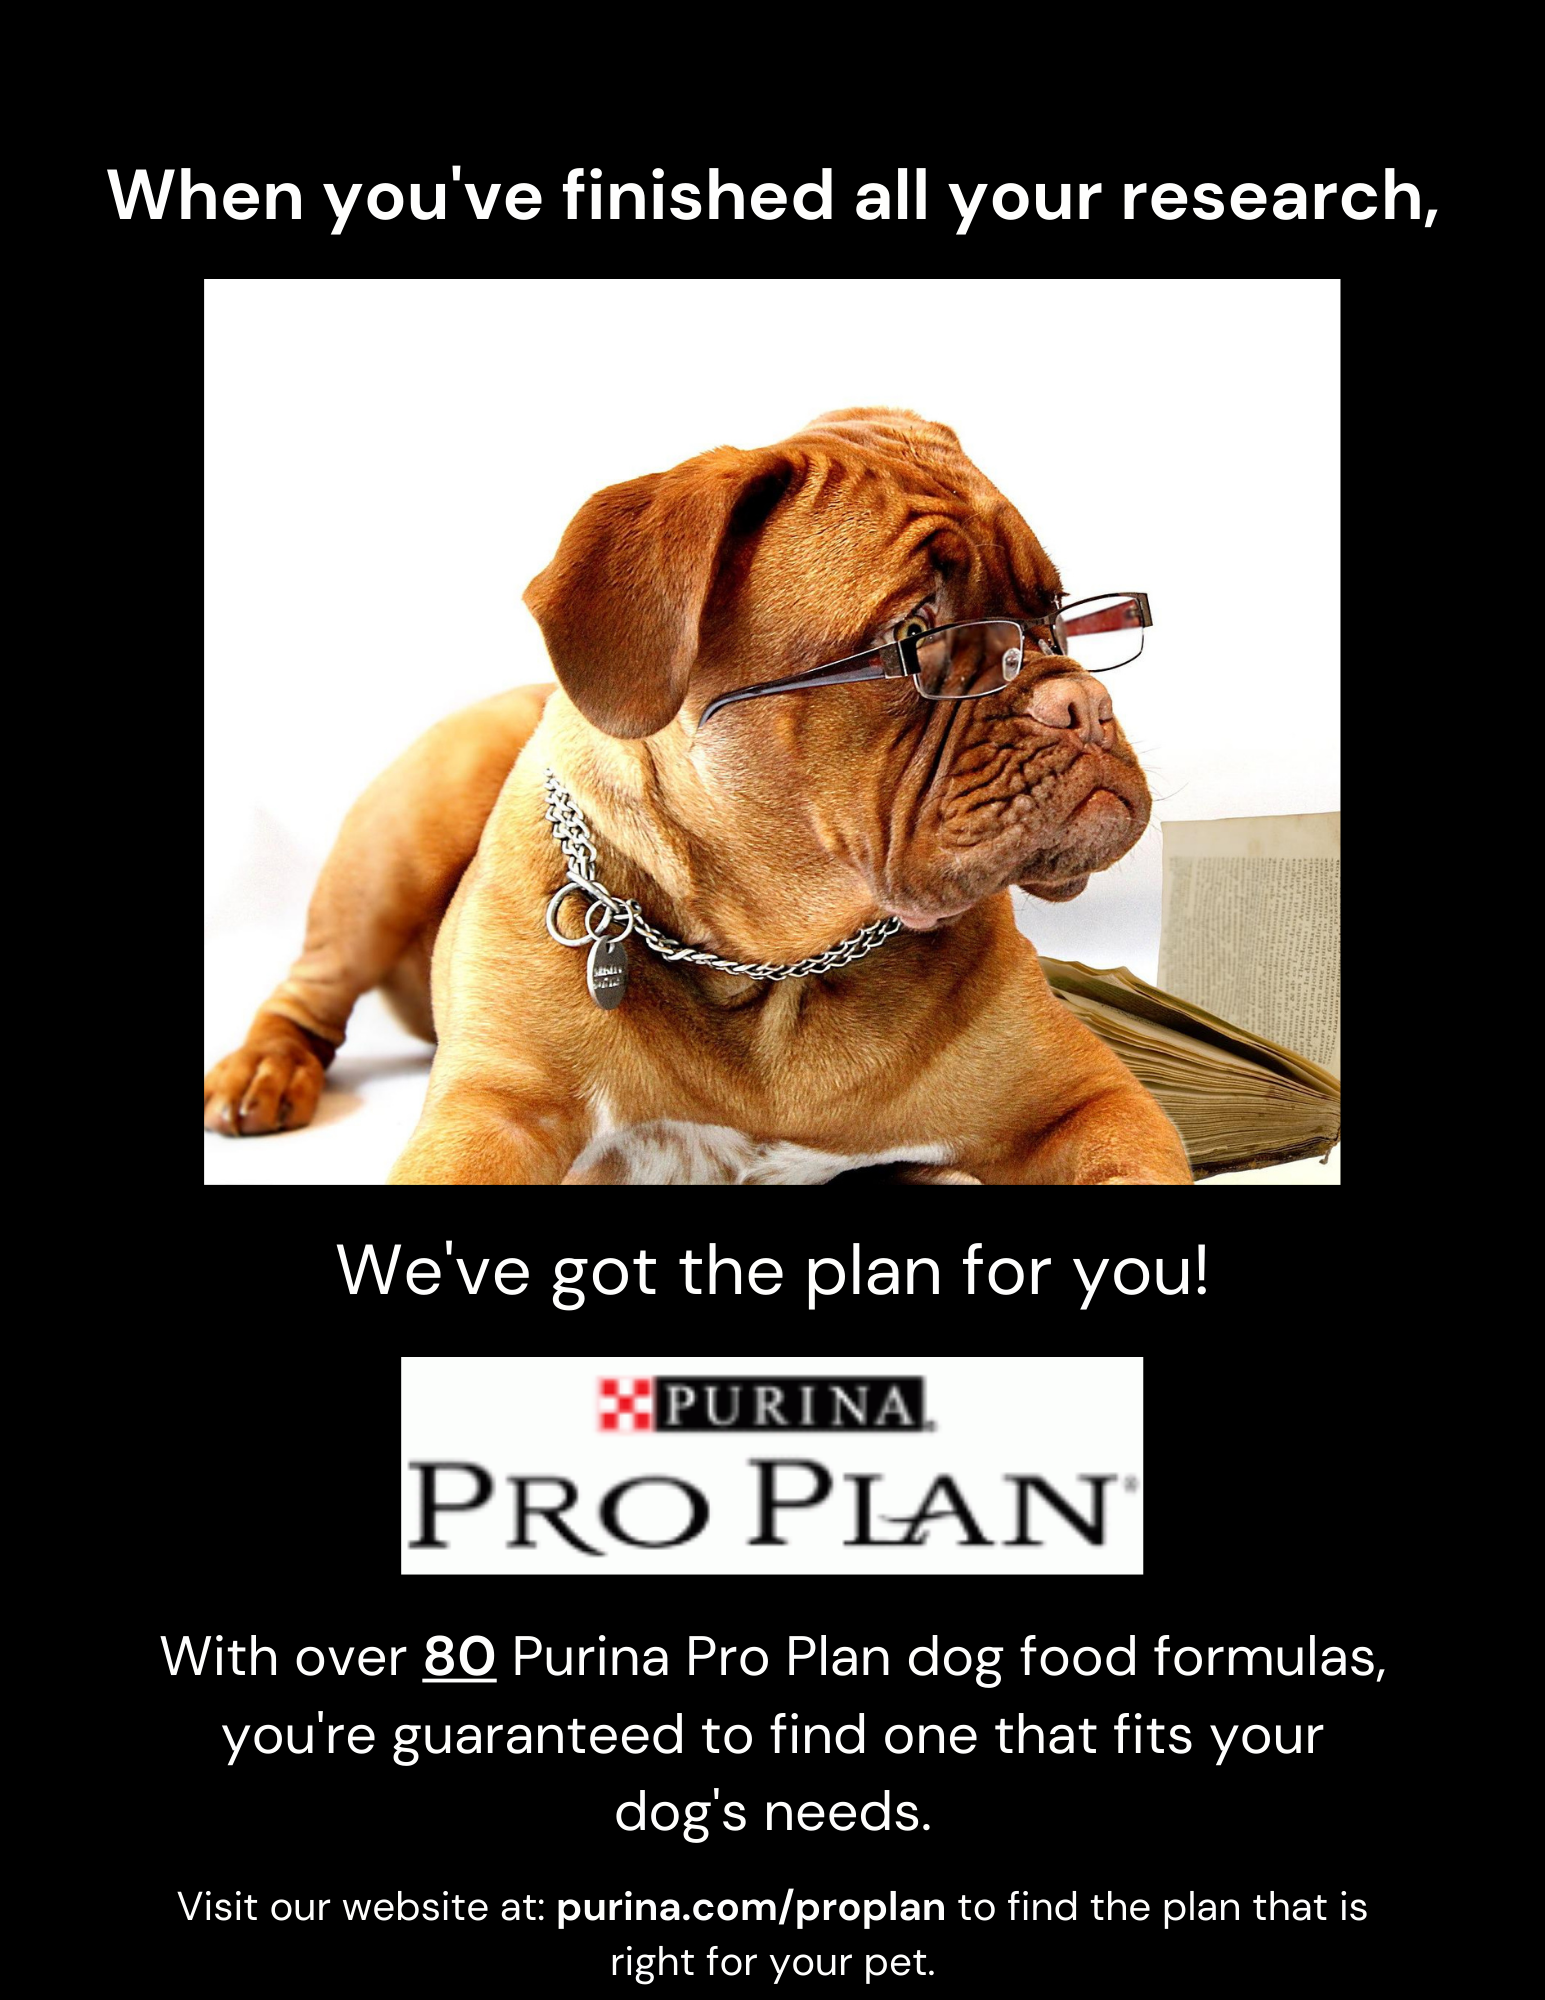 When you've finished all your research,
We've got the plan for you!
PURINA®
PRO PLAN®
With over 80 Purina Pro Plan dog food formulas,
you're guaranteed to find one that fits your
dog's needs.
Visit our website at: purina.com/proplan to find the plan that is
right for your pet.